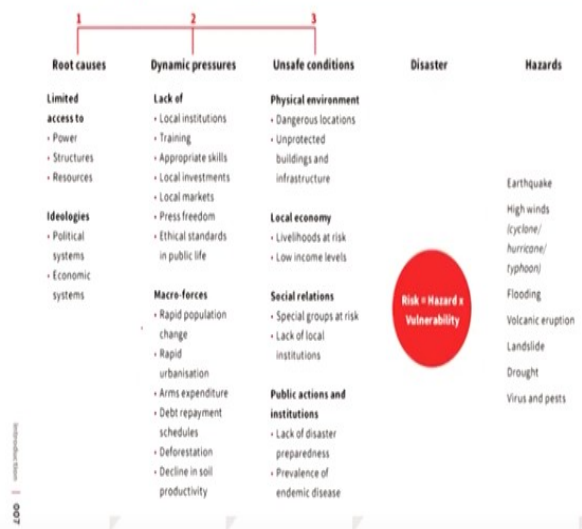 1
2
3
Root causes
Limited
access to
• Power
• Structures
• Resources
Ideologies
• Political
systems
• Economic
systems
Dynamic pressures
Lack of
• Local institutions
• Training
• Appropriate skills
• Local investments
• Local markets
• Press freedom
• Ethical standards
in public life
Macro-forces
• Rapid population
change
• Rapid
urbanisation
• Arms expenditure
• Debt repayment
schedules
• Deforestation
• Decline in soil
productivity
Unsafe conditions
Physical environment
• Dangerous locations
• Unprotected
buildings and
infrastructure
Local economy
• Livelihoods at risk
• Low income levels
Social relations
• Special groups at risk
• Lack of local
institutions
Public actions and
institutions
• Lack of disaster
preparedness
• Prevalence of
endemic disease
Disaster
Risk = Hazard x
Vulnerability
Hazards
Earthquake
High winds
(cyclone/
hurricane/
typhoon)
Flooding
Volcanic eruption
Landslide
Drought
Virus and pests
Introduction | 007